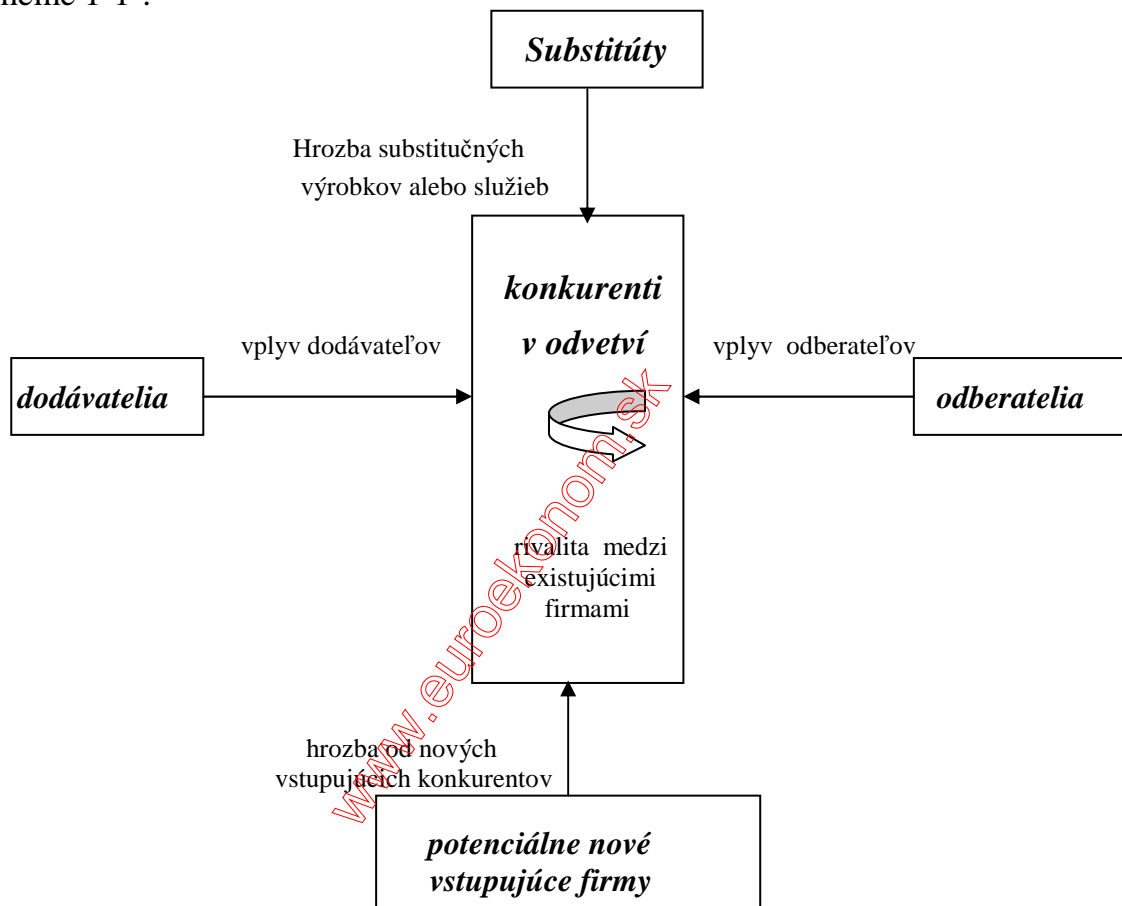 Substitúty
Hrozba substitučných
výrobkov alebo služieb
konkurenti
v odvetví
vplyv dodávateľov
vplyv odberateľov
dodávatelia
odberatelia
rivalita medzi
existujúcimi
firmami
hrozba od nových
vstupujúcich konkurentov
potenciálne nové
vstupujúce firmy
www.euroekonom.sk